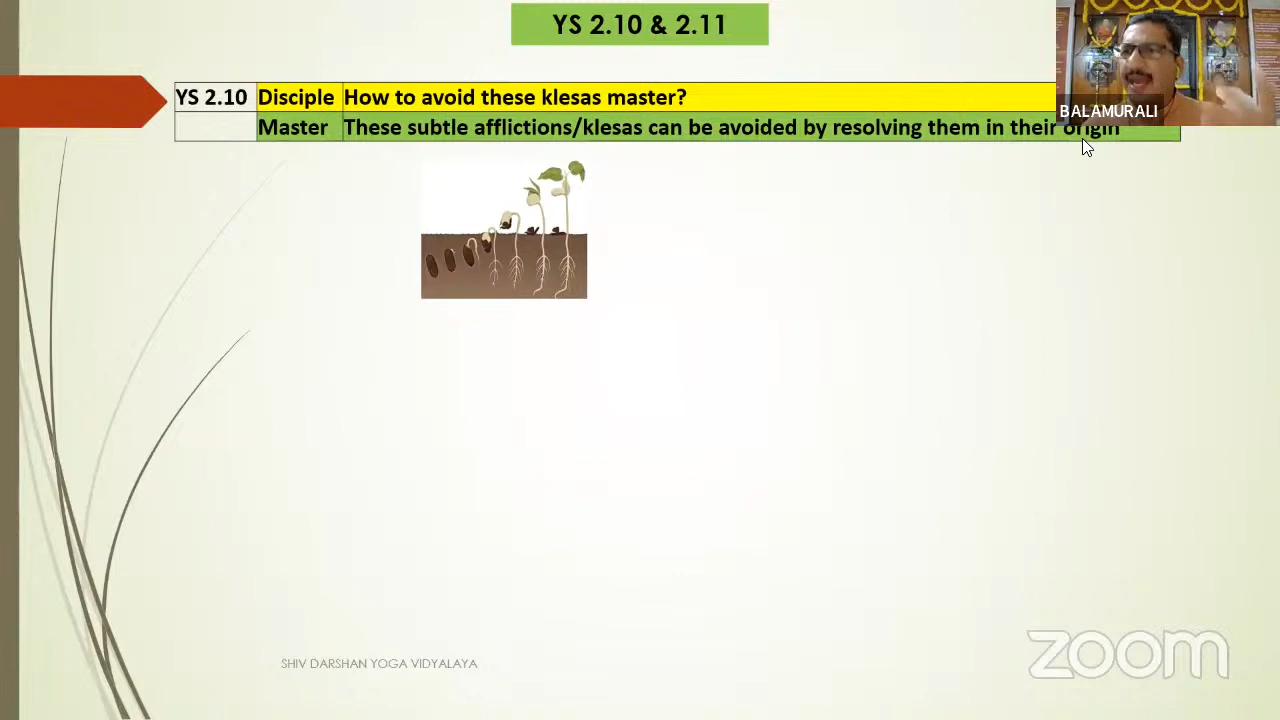 YS 2.10 & 2.11
YS 2.10 Disciple How to avoid these klesas master?
BALAMURALI
Master These subtle afflictions/klesas can be avoided by resolving them in their origin
SHIV DARSHAN YOGA VIDYALAYA
zoom